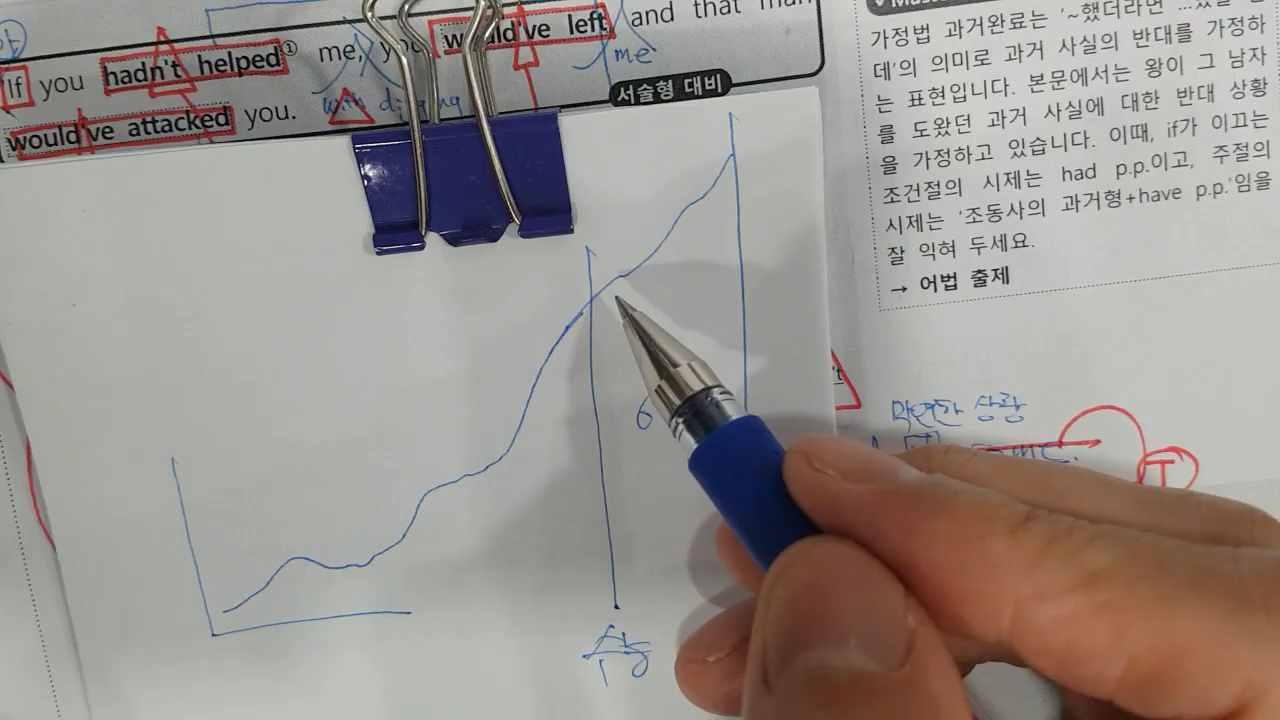 would've left and that man
If you hadn't helped① me, you
me
would've attacked you.
서술형 대비
가정법 과거완료는 '~했더라면
데'의 의미로 과거 사실의 반대를 가정하
는 표현입니다. 본문에서는 왕이 그 남자
를 도왔던 과거 사실에 대한 반대 상황
을 가정하고 있습니다. 이때, if가 이끄는
조건절의 시제는 had p.p.이고, 주절의
시제는 '조동사의 과거형+have p.p.'임을
잘 익혀 두세요.
→ 어법 출제
막연한 상황
T
6
수능